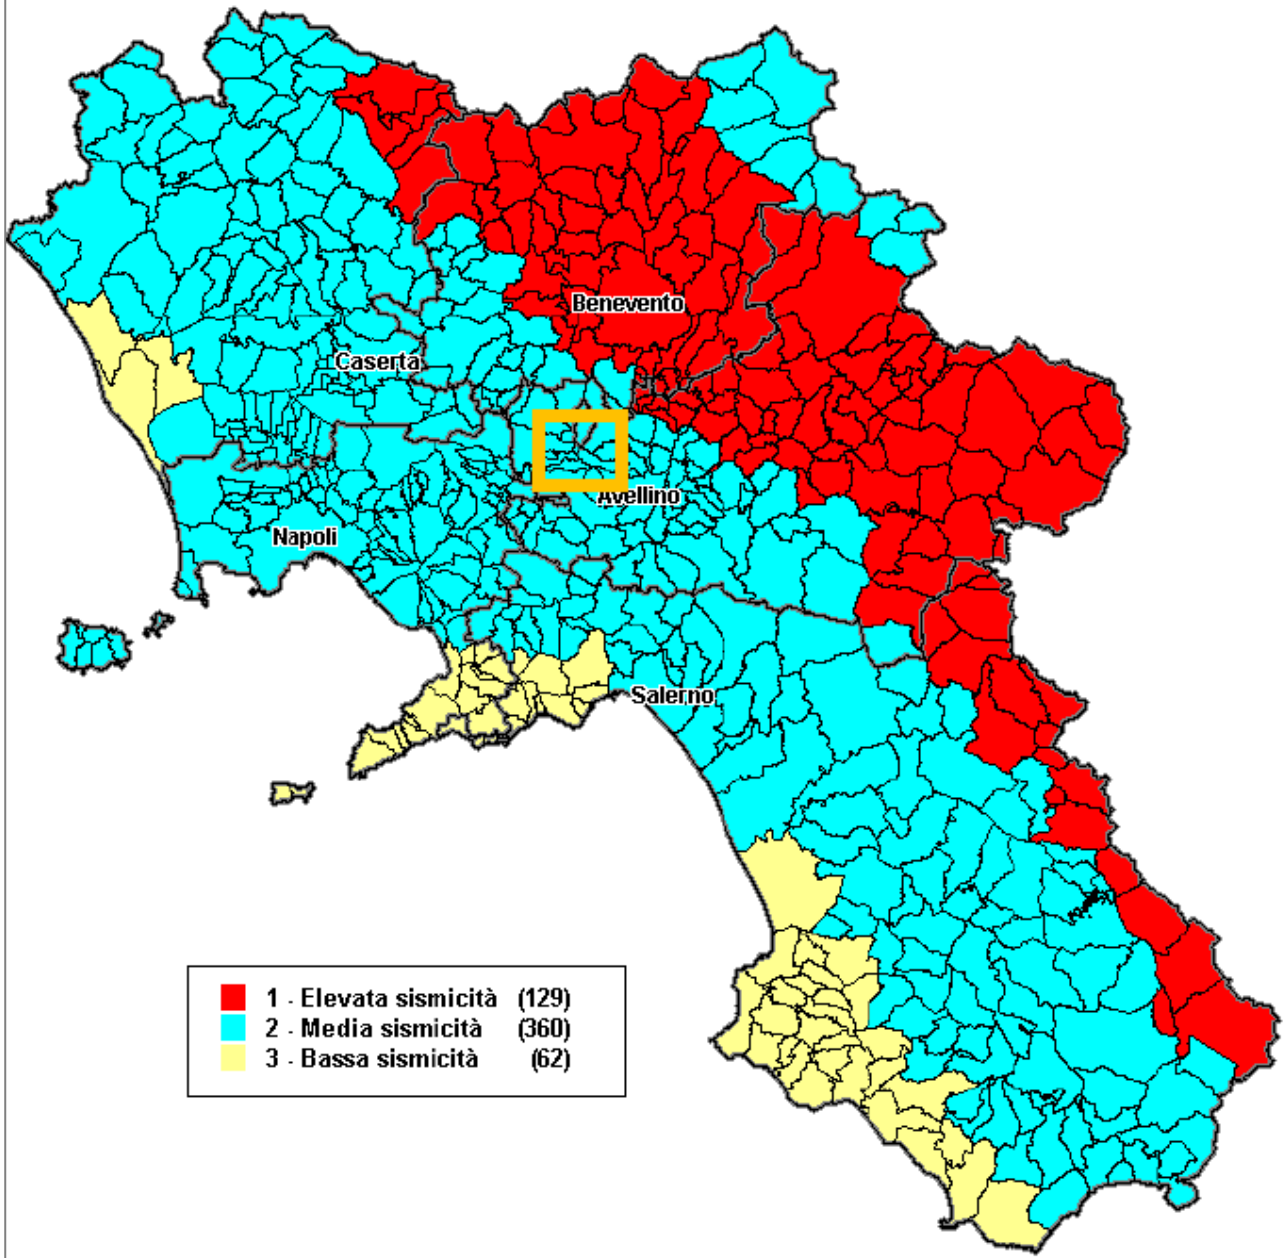 Benevento
Caserta
Avellino
Napoli
Salerno
1 - Elevata sismicità (129)
2 - Media sismicità (360)
3 - Bassa sismicità (62)